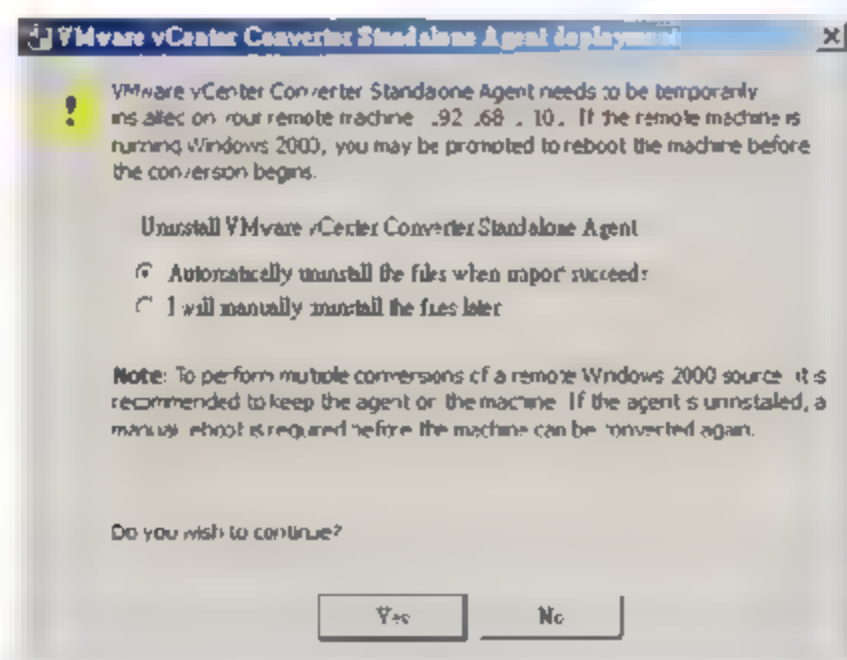 VMware vCenter Converter Standalone Agent deployment
VMware vCenter Converter Standalone Agent needs to be temporarily
installed on your remote machine If the remote machine is
running Windows 2000, you may be prompted to reboot the machine before
the conversion begins.
Uninstall VMware vCenter Converter Standalone Agent
Automatically uninstall the files when import succeeds
I will manually uninstall the files later
Note: To perform multiple conversions of a remote Windows 2000 source it is
recommended to keep the agent on the machine If the agent is uninstalled, a
manual reboot is required before the machine can be converted again.
Do you wish to continue?
Yes
No